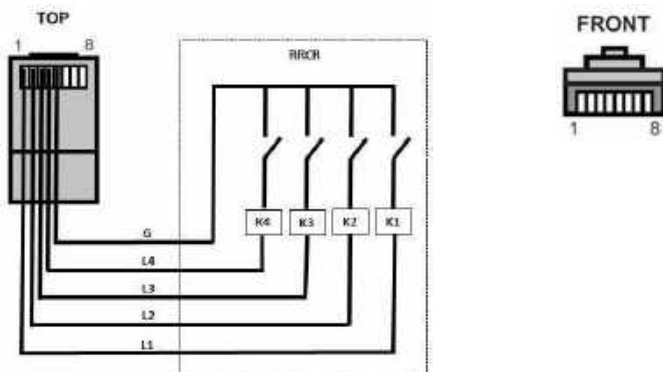 TOP
1 8
RRCR
K4 K3 K2 K1
G
L4
L3
L2
L1
FRONT
1 8